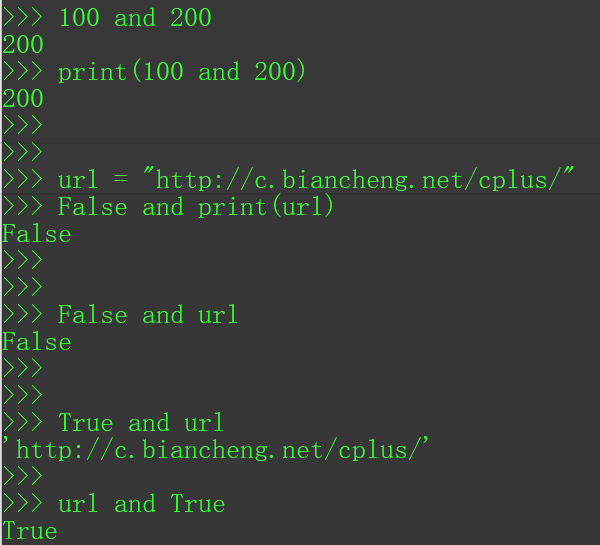 >>> 100 and 200
200
>>> print(100 and 200)
200
>>>
>>>
>>> url = "http://c.biancheng.net/cplus/"
>>> False and print(url)
False
>>>
>>>
>>> False and url
False
>>>
>>>
>>> True and url
'http://c.biancheng.net/cplus/'
>>>
>>> url and True
True